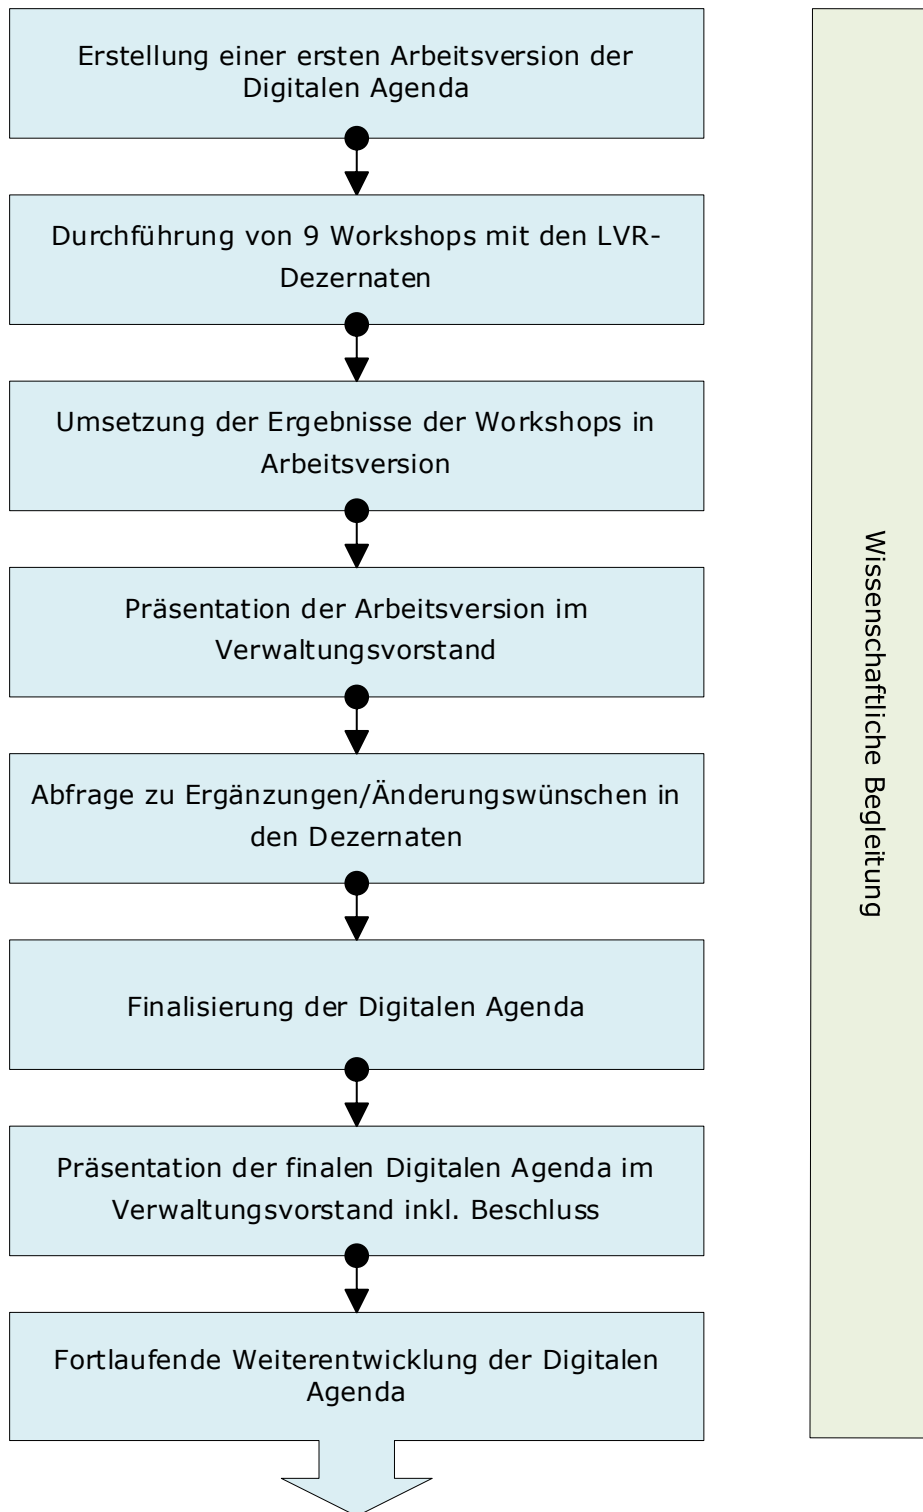 Erstellung einer ersten Arbeitsversion der
Digitalen Agenda
Durchführung von 9 Workshops mit den LVR-
Dezernaten
Umsetzung der Ergebnisse der Workshops in
Arbeitsversion
Präsentation der Arbeitsversion im
Verwaltungsvorstand
Abfrage zu Ergänzungen/Änderungswünschen in
den Dezernaten
Finalisierung der Digitalen Agenda
Präsentation der finalen Digitalen Agenda im
Verwaltungsvorstand inkl. Beschluss
Fortlaufende Weiterentwicklung der Digitalen
Agenda
Wissenschaftliche Begleitung